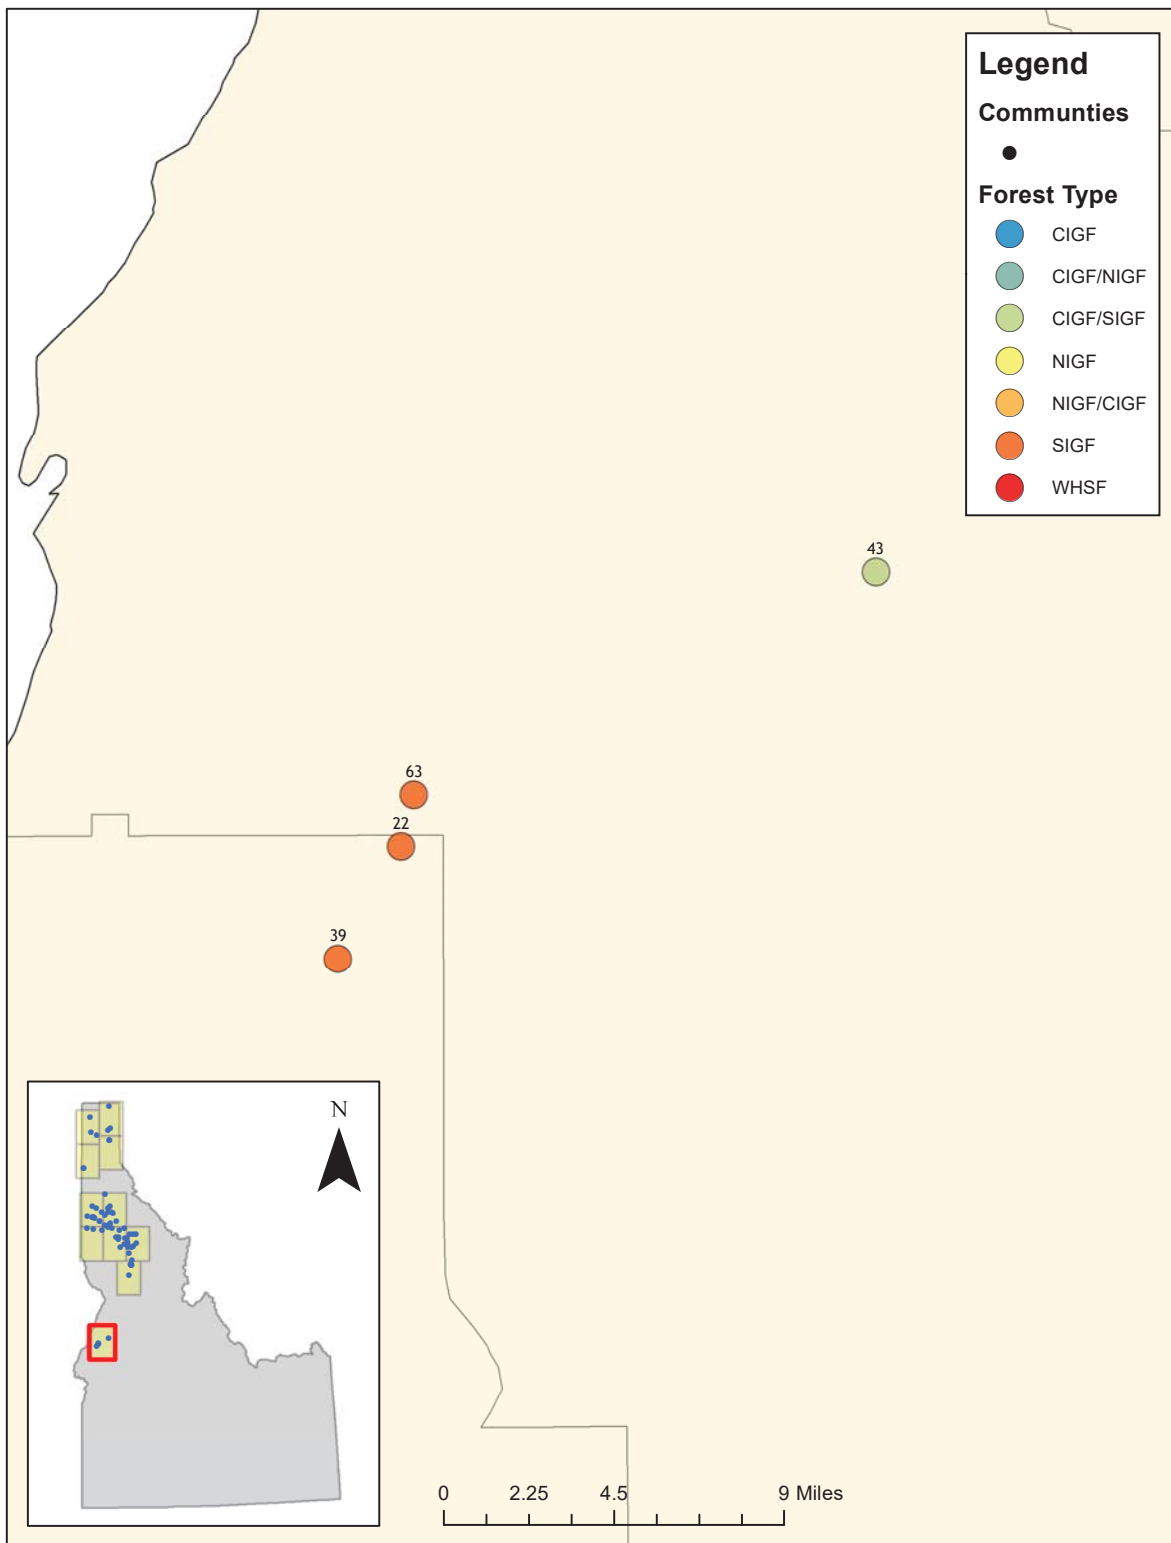 Legend
Communties
Forest Type
CIGF
CIGF/NIGF
CIGF/SIGF
NIGF
NIGF/CIGF
SIGF
WHSF
43
63
22
39
N
0 2.25 4.5 9 Miles